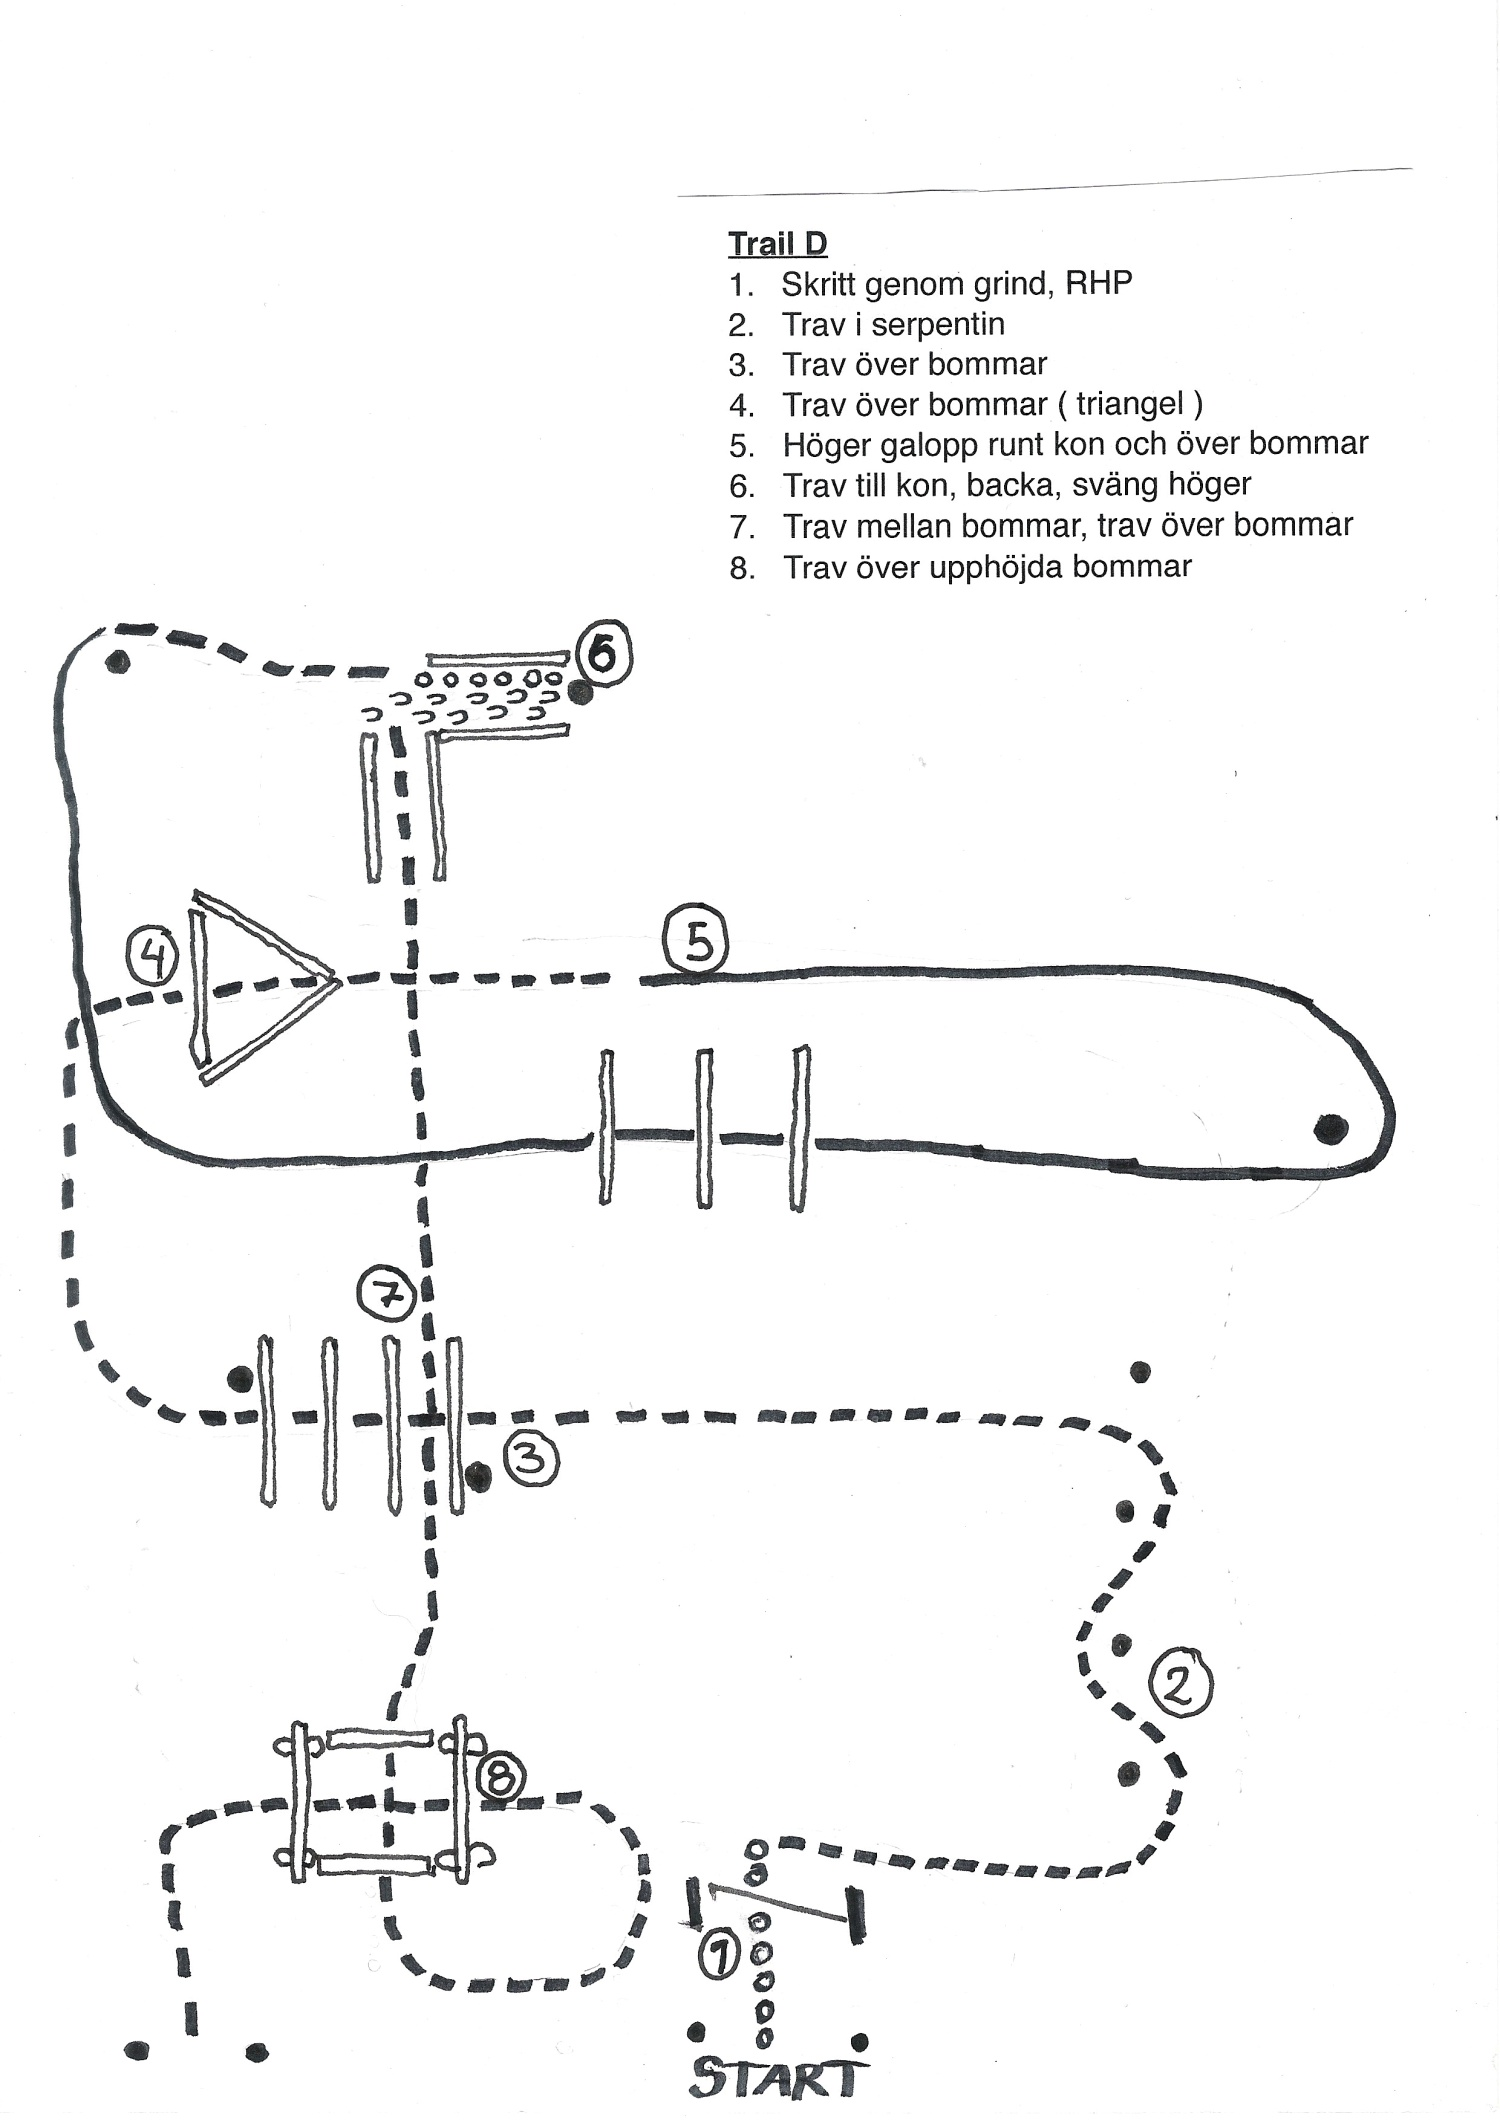 Trail D
1. Skritt genom grind, RHP
2. Trav i serpentin
3. Trav över bommar
4. Trav över bommar ( triangel )
5. Höger galopp runt kon och över bommar
6. Trav till kon, backa, sväng höger
7. Trav mellan bommar, trav över bommar
8. Trav över upphöjda bommar
6
4
5
7
3
2
8
1
START